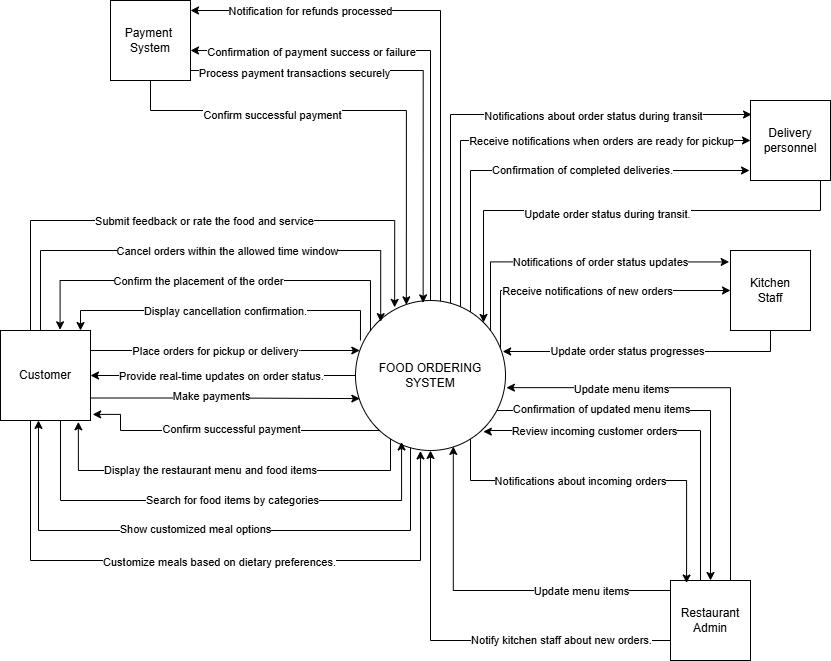 Notification for refunds processed
Payment
System
Confirmation of payment success or failure
Process payment transactions securely
Confirm successful payment
Notifications about order status during transit
Receive notifications when orders are ready for pickup
Delivery
personnel
Confirmation of completed deliveries.
Update order status during transit.
Submit feedback or rate the food and service
Cancel orders within the allowed time window
Notifications of order status updates
Confirm the placement of the order
Receive notifications of new orders
Kitchen
Staff
Display cancellation confirmation.
Place orders for pickup or delivery
Update order status progresses
Customer
Provide real-time updates on order status.
FOOD ORDERING
SYSTEM
Make payments
Update menu items
Confirmation of updated menu items
Confirm successful payment
Review incoming customer orders
Display the restaurant menu and food items
Notifications about incoming orders
Search for food items by categories
Show customized meal options
Customize meals based on dietary preferences.
Update menu items
Restaurant
Admin
Notify kitchen staff about new orders.